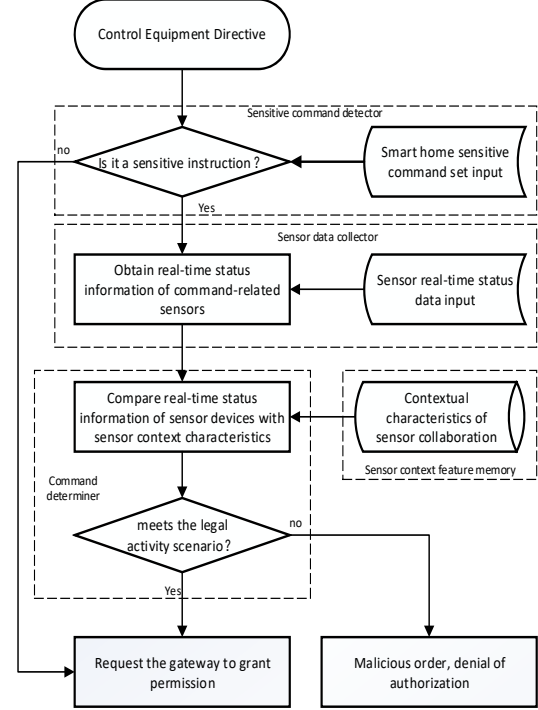 Control Equipment Directive
Sensitive command detector
no
Is it a sensitive instruction?
Smart home sensitive
command set input
Yes
Sensor data collector
Obtain real-time status
information of command-related
sensors
Sensor real-time status
data input
Compare real-time status
information of sensor devices with
sensor context characteristics
Contextual
characteristics of
sensor collaboration
Sensor context feature memory
Command
determiner
meets the legal
activity scenario?
no
Yes
Request the gateway to grant
permission
Malicious order, denial of
authorization